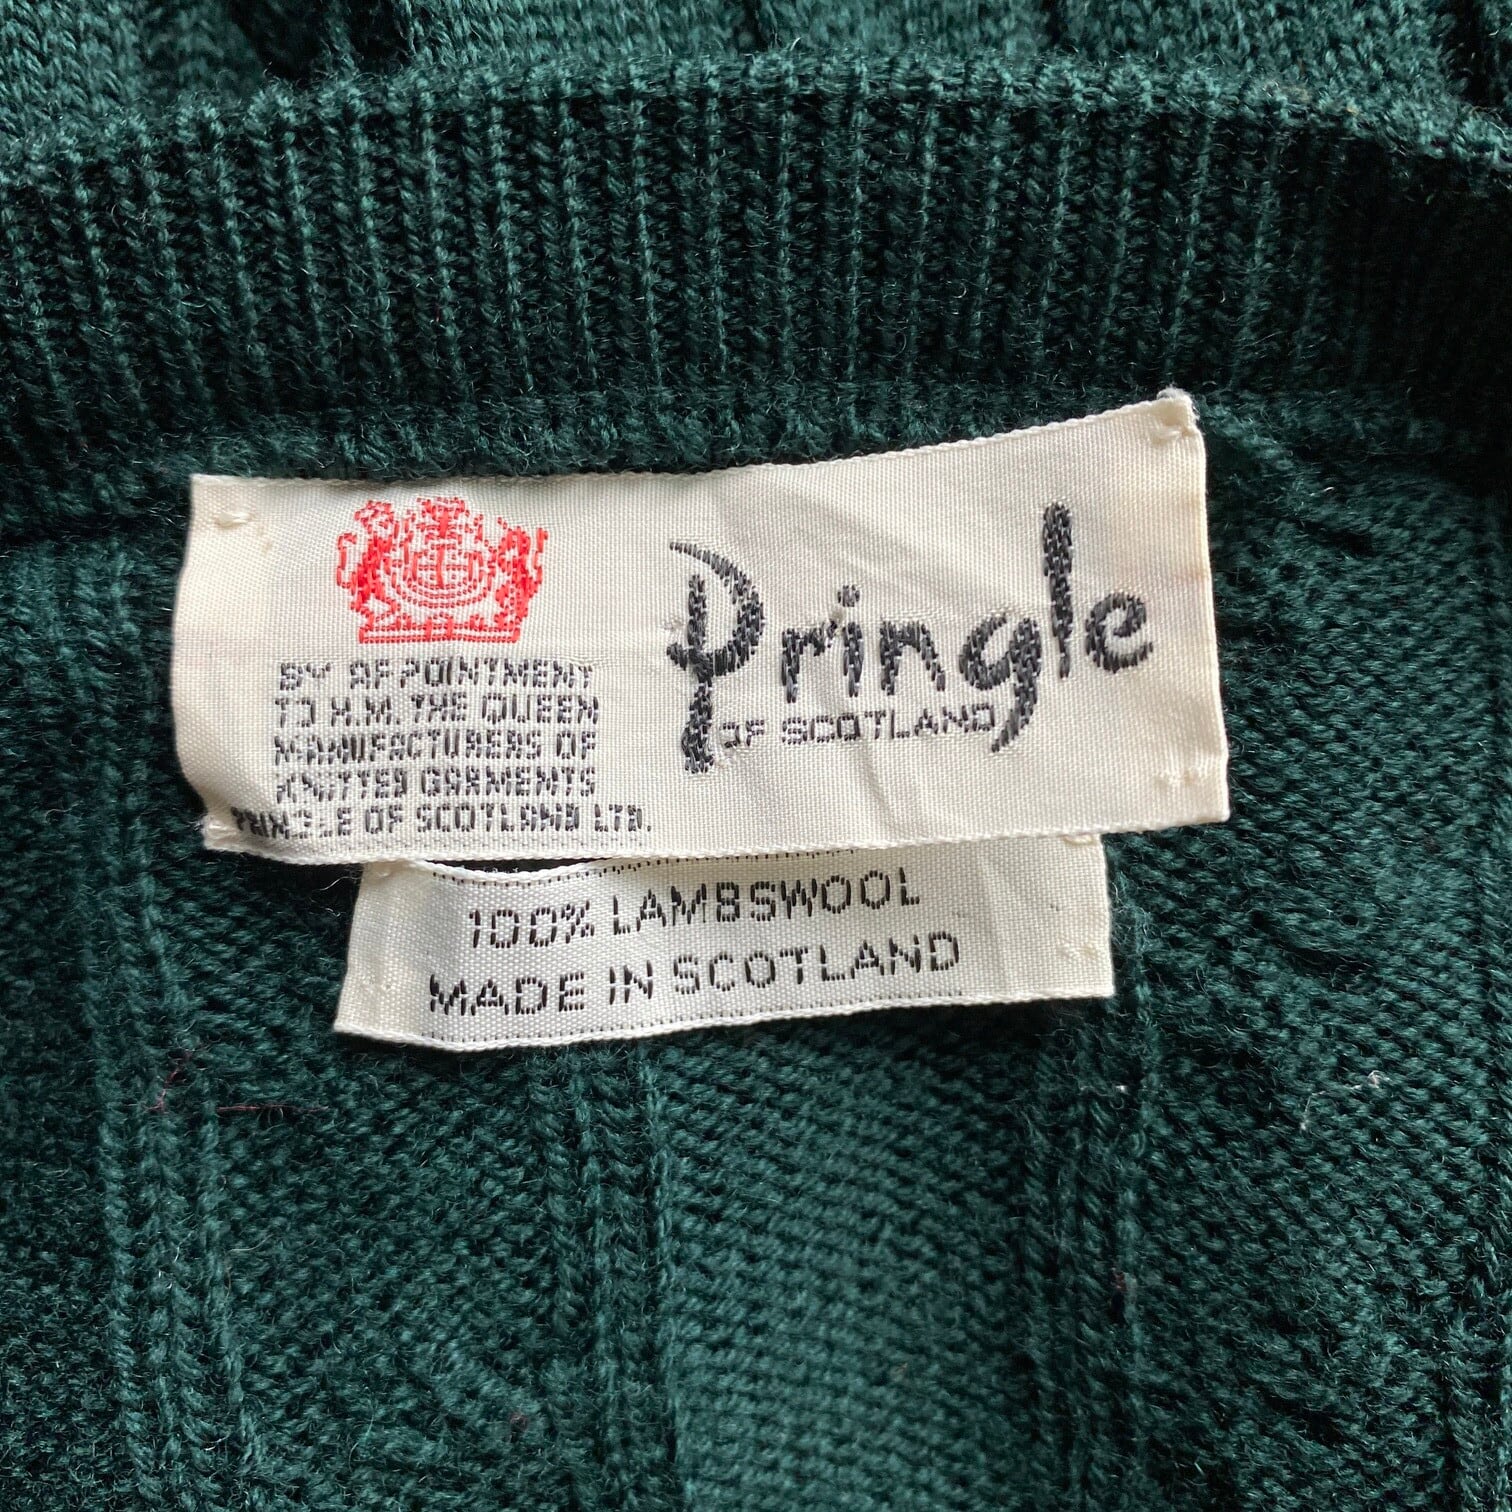 BY APPOINTMENT
TO H.M. THE QUEEN
MANUFACTURERS OF
KNITTED GARMENTS
PRINGLE OF SCOTLAND LTD.
Pringle
OF SCOTLAND
100% LAMBSWOOL
MADE IN SCOTLAND